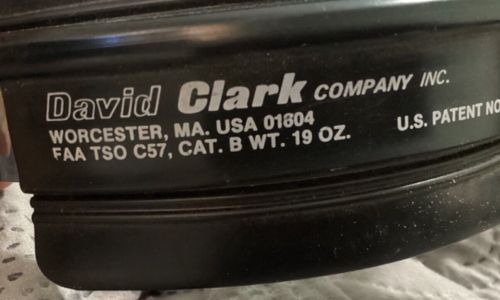 David Clark COMPANY INC.
WORCESTER, MA. USA 01604
FAA TSO C57, CAT. B WT. 19 OZ.
U.S. PATENT NO